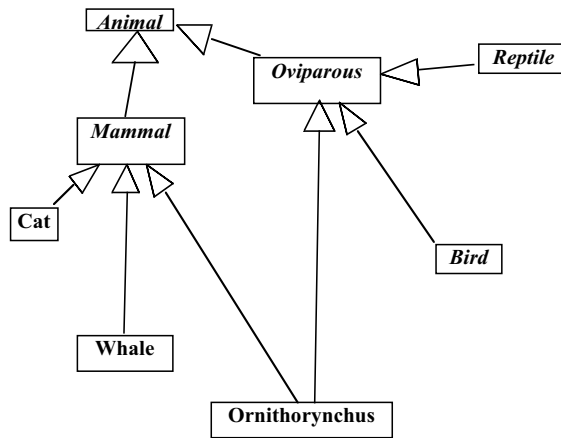 Animal
Oviparous
Reptile
Mammal
Cat
Bird
Whale
Ornithorynchus